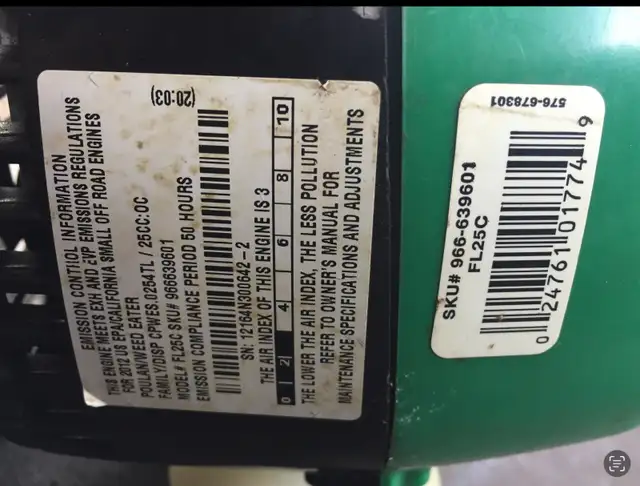 EMISSION CONTROL INFORMATION
THIS ENGINE MEETS EXH AND EVP EMISSIONS REGULATIONS
FOR 2012 US EPA/CALIFORNIA SMALL OFF ROAD ENGINES
POULAN/WEED EATER
FAMILY/DISP CPWES.0254TL / 25CC:OC
MODEL# FL25C SKU# 966639601
EMISSION COMPLIANCE PERIOD 50 HOURS
(20:03)
SN: 12164N300642-2
THE AIR INDEX OF THIS ENGINE IS 3
0 2 4 6 8 10
THE LOWER THE AIR INDEX, THE LESS POLLUTION
REFER TO OWNER'S MANUAL FOR
MAINTENANCE SPECIFICATIONS AND ADJUSTMENTS
576-678301
SKU# 966-639601
FL25C
0 24761 01774 9